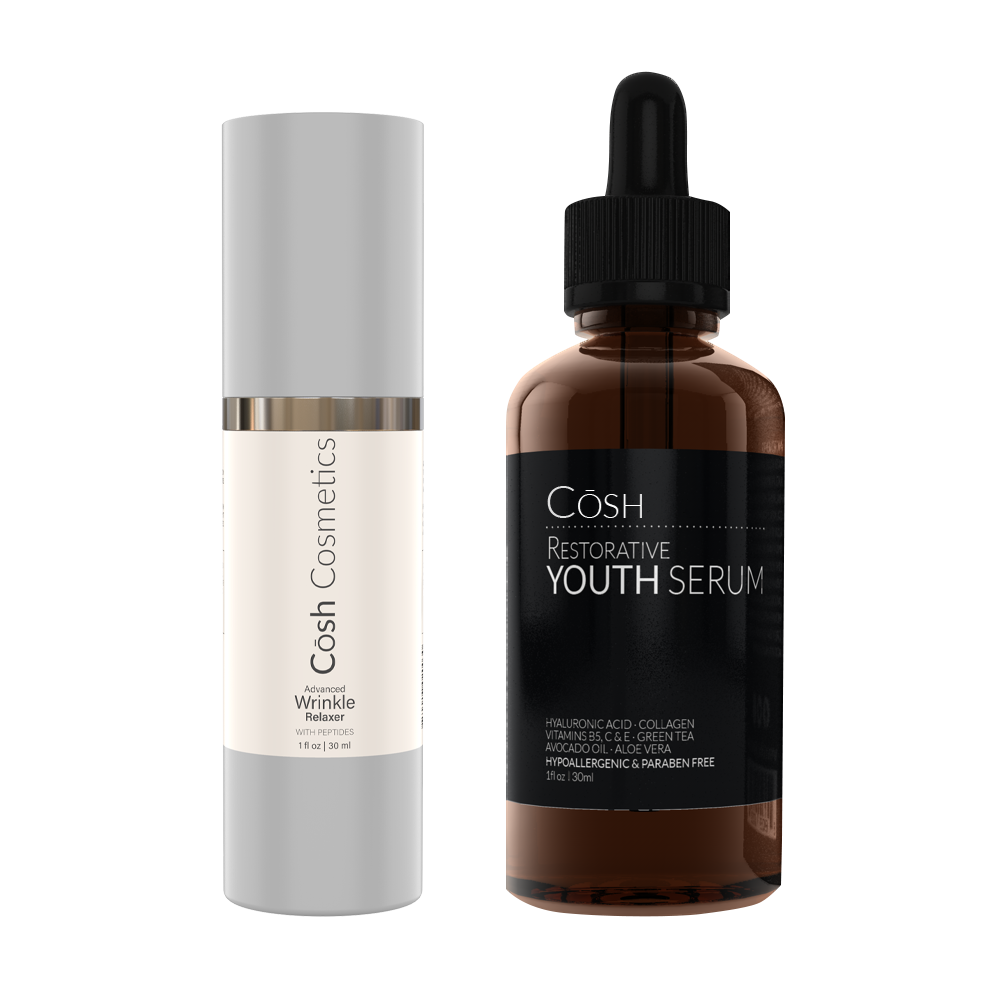 Cōsh Cosmetics
Advanced
Wrinkle
Relaxer
WITH PEPTIDES
1 fl oz | 30 ml
CŌSH
RESTORATIVE
YOUTH SERUM
HYALURONIC ACID · COLLAGEN
VITAMINS B5, C & E · GREEN TEA
AVOCADO OIL · ALOE VERA
HYPOALLERGENIC & PARABEN FREE
1fl oz | 30ml